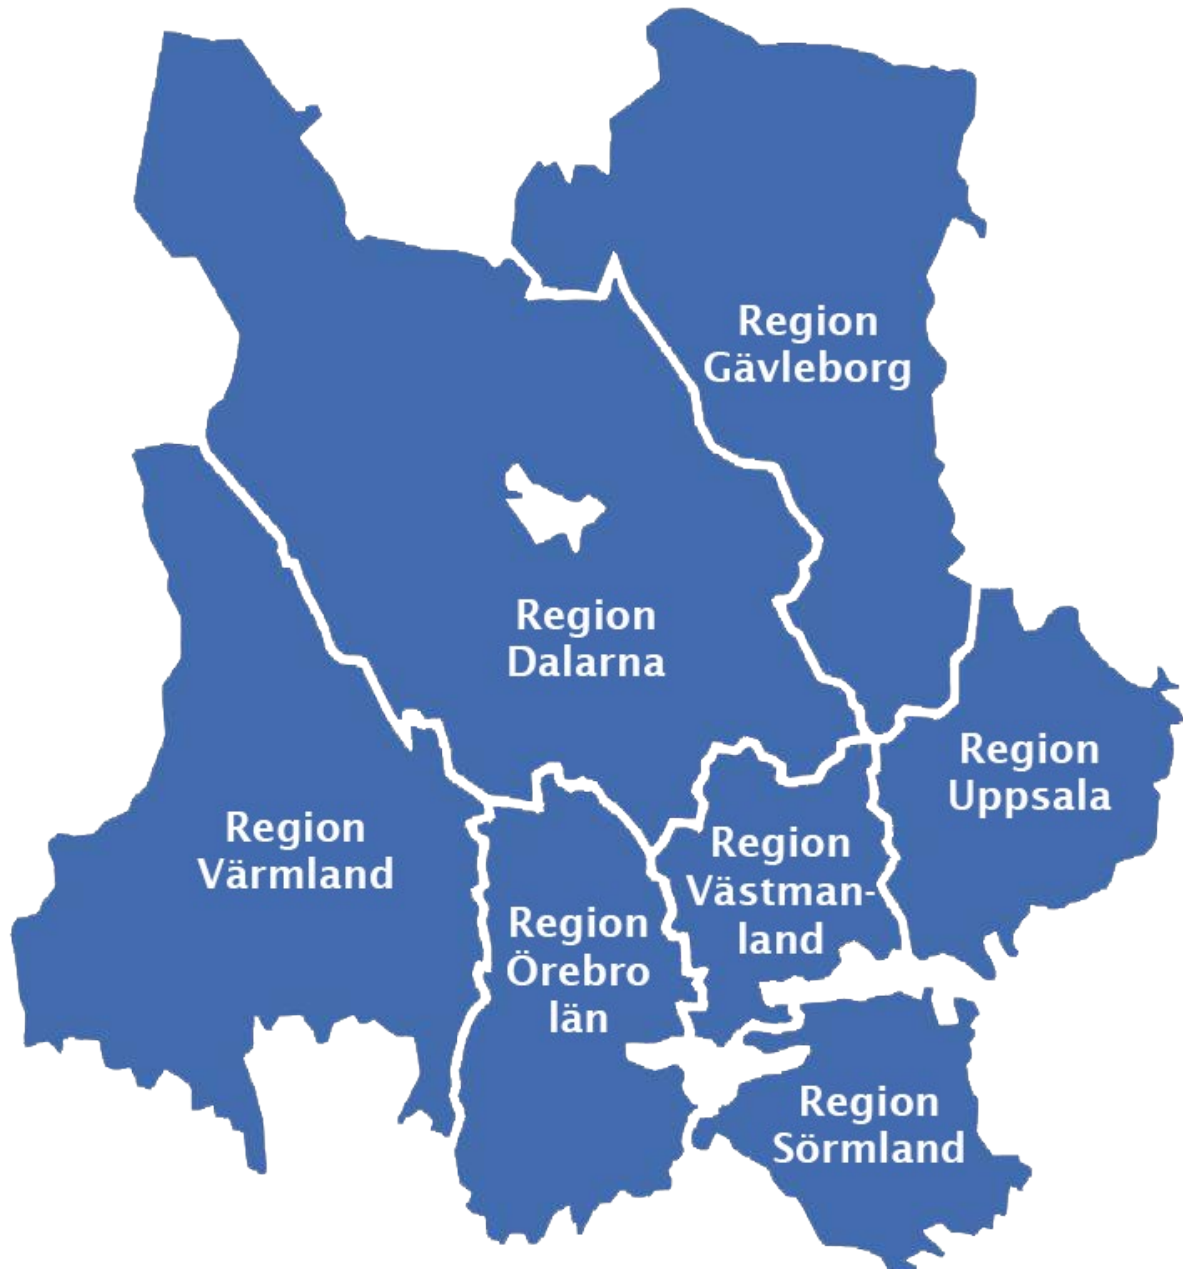 Region
Gävleborg
Region
Dalarna
Region
Uppsala
Region
Värmland
Region
Västman-
land
Region
Örebro
län
Region
Sörmland